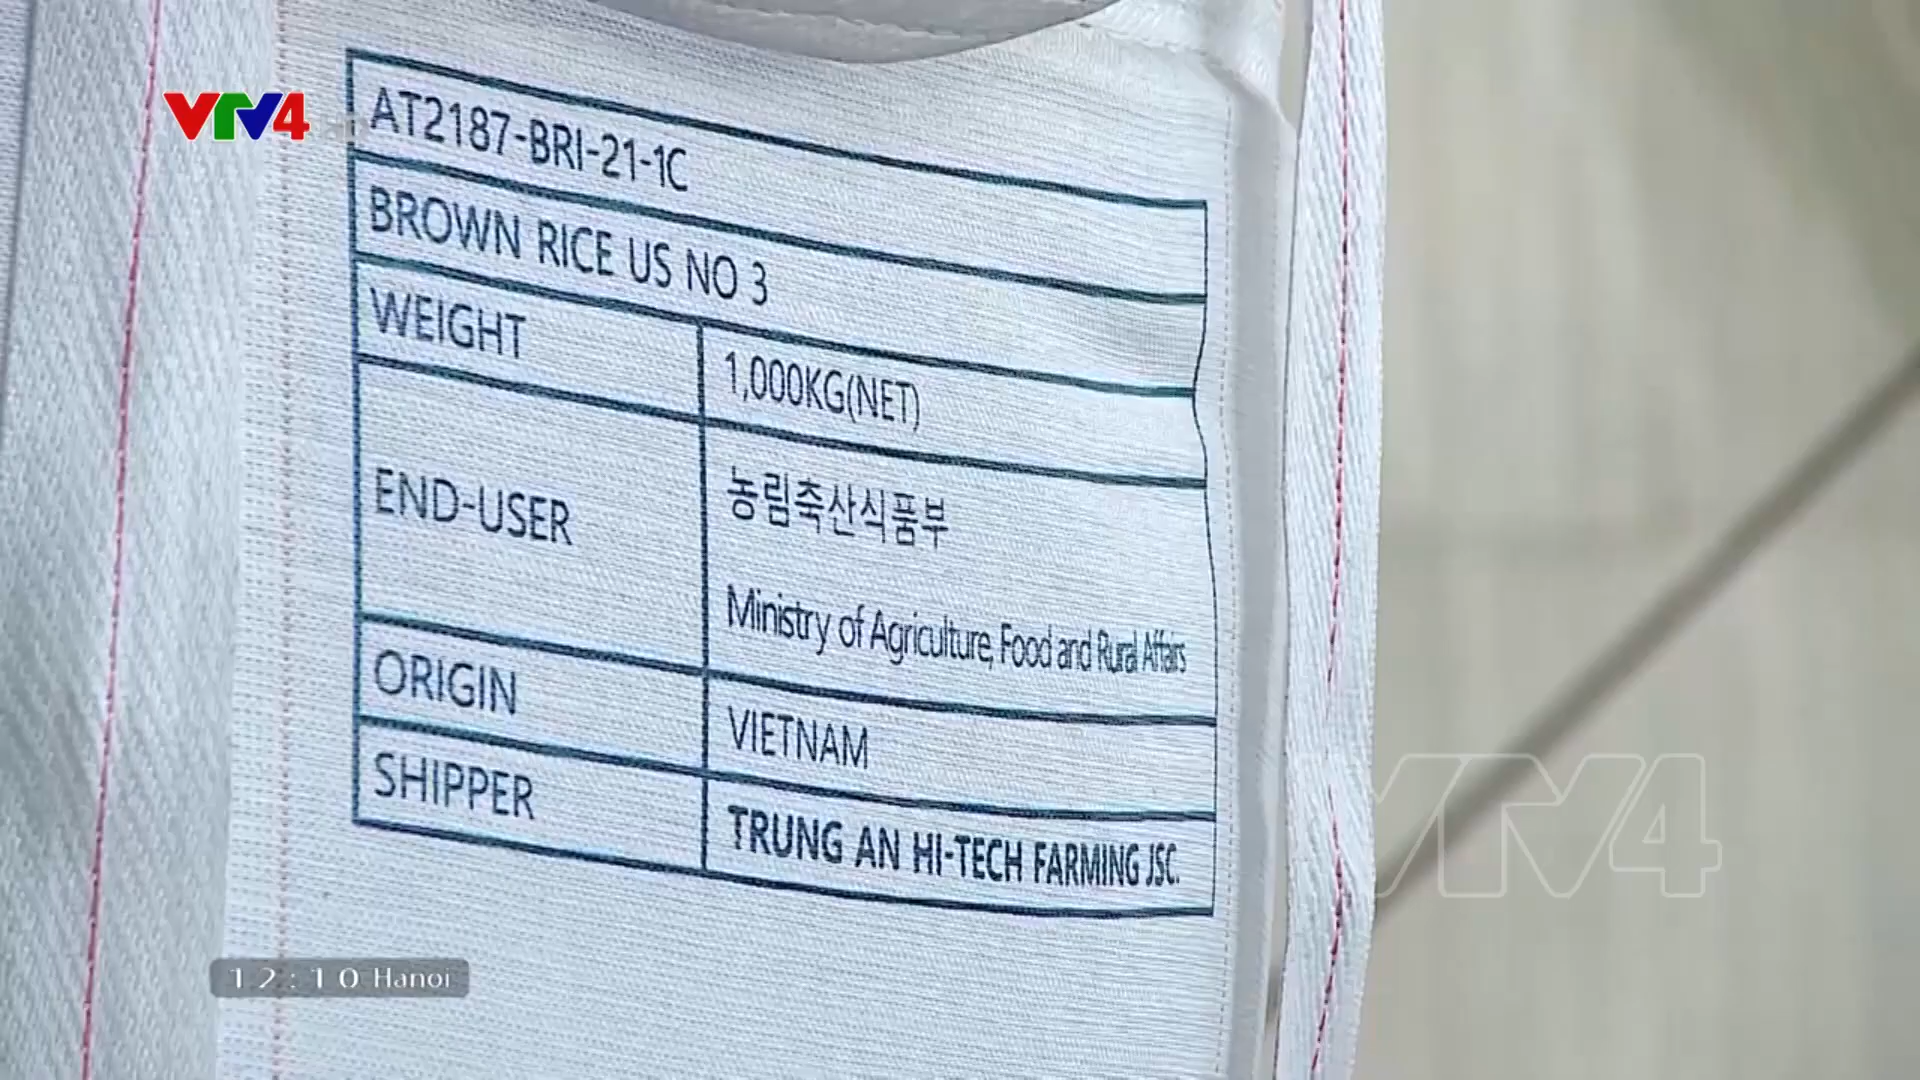 VTV4
AT2187-BRI-21-1C
BROWN RICE US NO 3
WEIGHT
1,000KG(NET)
END-USER
농림축산식품부
Ministry of Agriculture, Food and Rural Affairs
ORIGIN
VIETNAM
SHIPPER
TRUNG AN HI-TECH FARMING JSC.
VTV4
12:10 Hanoi